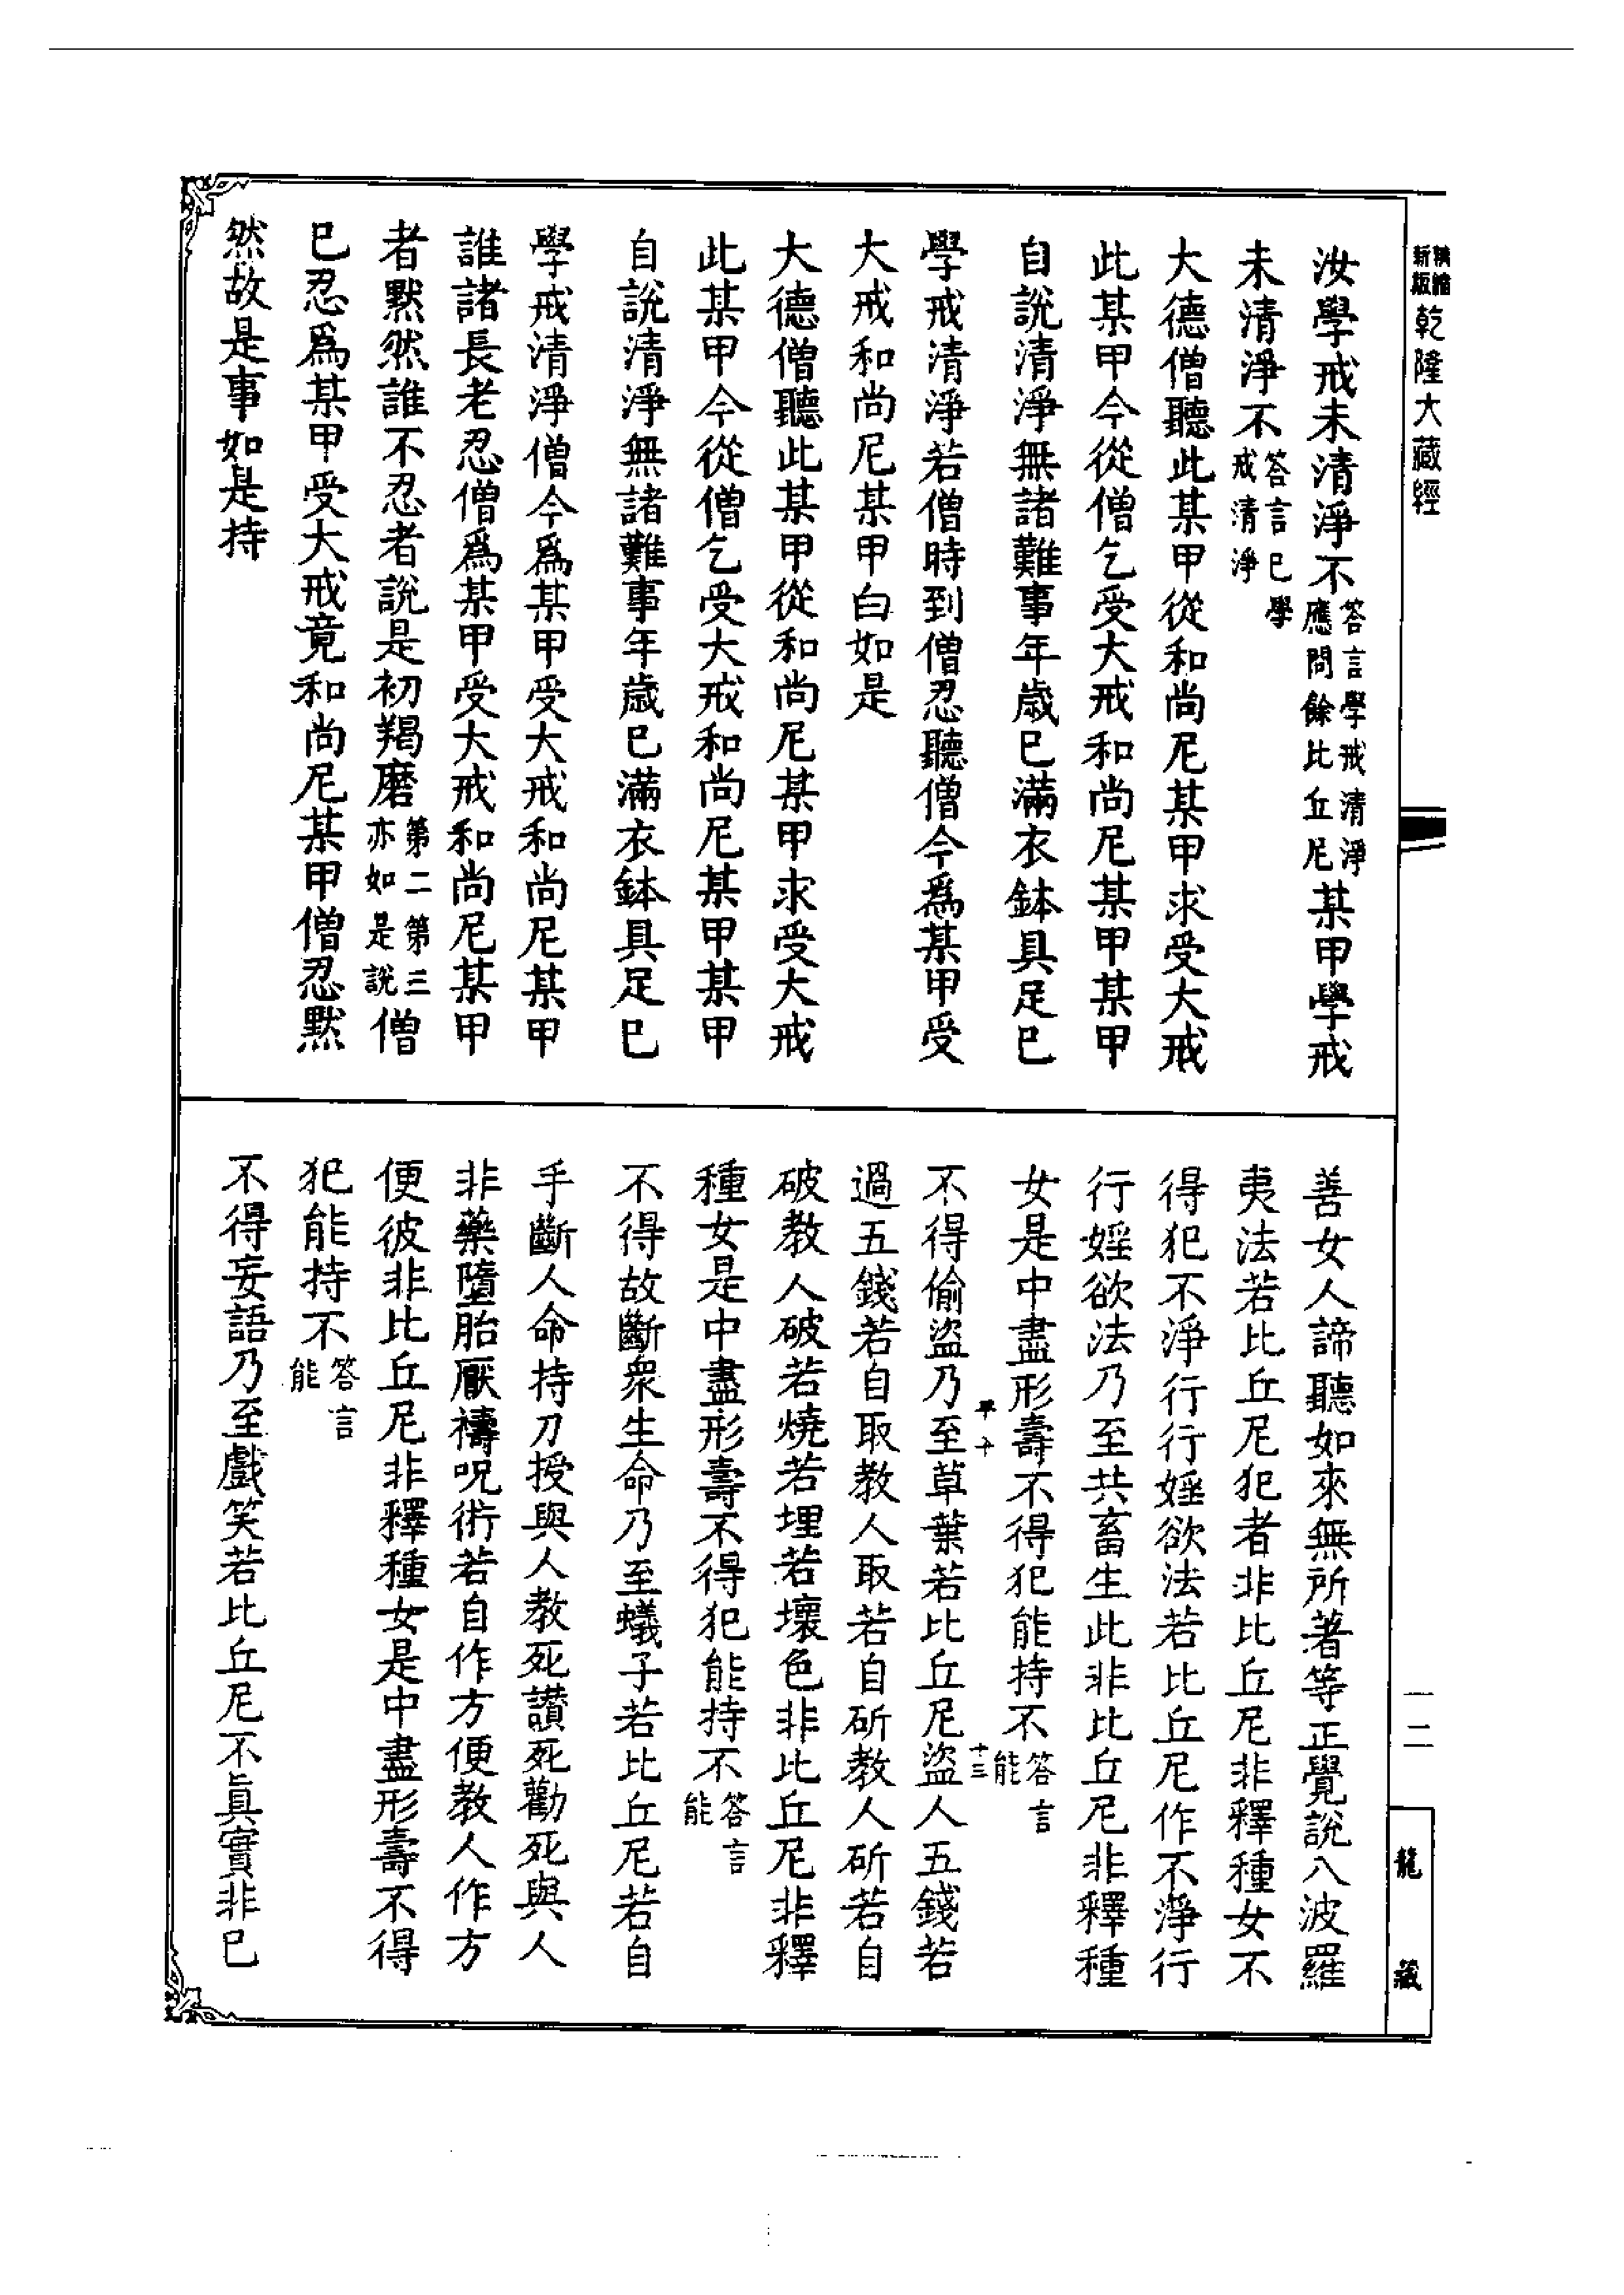 精縮新版乾隆大藏經
汝學戒未清淨不答言學戒清淨應問餘比丘尼某甲學戒
未清淨不答言已學戒清淨
大德僧聽此某甲從和尚尼某甲求受大戒
此某甲今從僧乞受大戒和尚尼某甲某甲
自說清淨無諸難事年歲已滿衣鉢具足已
學戒清淨若僧時到僧忍聽僧今爲某甲受
大戒和尚尼某甲白如是
大德僧聽此某甲從和尚尼某甲求受大戒
此某甲今從僧乞受大戒和尚尼某甲某甲
自說清淨無諸難事年歲已滿衣鉢具足已
學戒清淨僧今爲某甲受大戒和尚尼某甲
誰諸長老忍僧爲某甲受大戒和尚尼某甲
者默然誰不忍者說是初羯磨第二第三亦如是說僧
已忍爲某甲受大戒竟和尚尼某甲僧忍默
然故是事如是持
一二
龍藏
善女人諦聽如來無所著等正覺說八波羅
夷法若比丘尼犯者非比丘尼非釋種女不
得犯不淨行行婬欲法若比丘尼作不淨行
行婬欲法乃至共畜生此非比丘尼非釋種
女是中盡形壽不得犯能持不答言能
十三
不得偷盜乃至草葉若比丘尼盜人五錢若
過五錢若自取教人取若自斫教人斫若自
破教人破若燒若埋若壞色非比丘尼非釋
種女是中盡形壽不得犯能持不答言能
不得故斷衆生命乃至蟻子若比丘尼若自
手斷人命持刀授與人教死讚死勸死與人
非藥墮胎厭禱呪術若自作方便教人作方
便彼非比丘尼非釋種女是中盡形壽不得
犯能持不答言能
不得妄語乃至戲笑若比丘尼不眞實非已